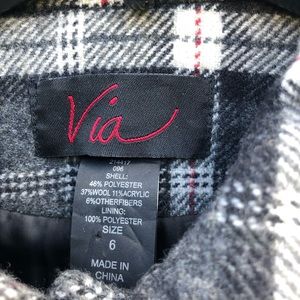 Via
096
SHELL:
46% POLYESTER
37%WOOL 11%ACRYLIC
6%OTHERFIBERS
LINING:
100% POLYESTER
SIZE
6
MADE IN
CHINA